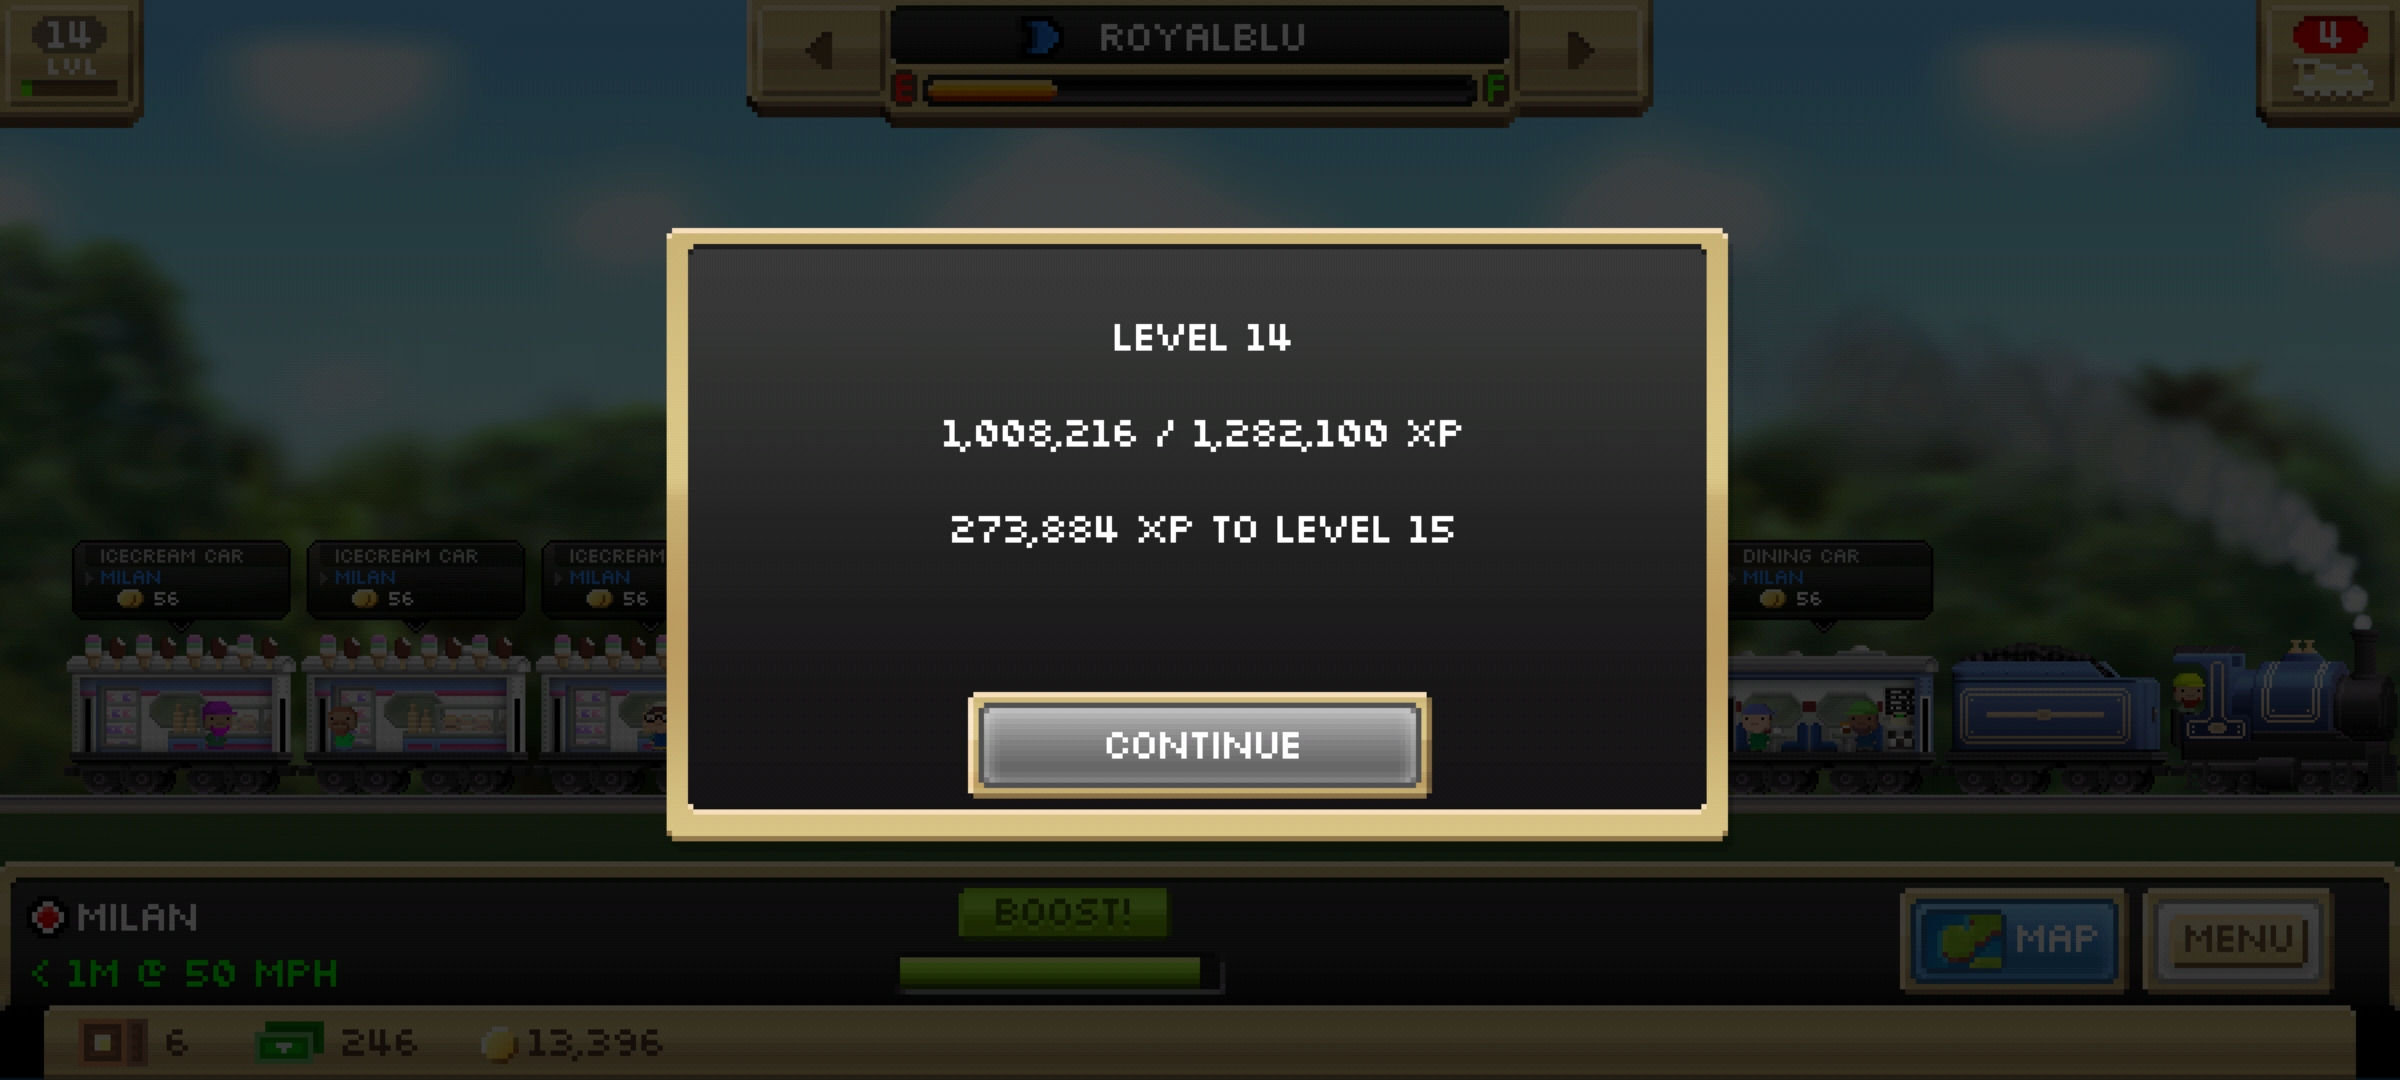 14
LVL
ROYALBLU
E
F
4
LEVEL 14
1,008,216 / 1,282,100 XP
273,884 XP TO LEVEL 15
CONTINUE
ICECREAM CAR
MILAN
56
ICECREAM CAR
MILAN
56
ICECREAM
MILAN
56
DINING CAR
MILAN
56
MILAN
< 1M @ 50 MPH
BOOST!
MAP
MENU
6
246
13,396